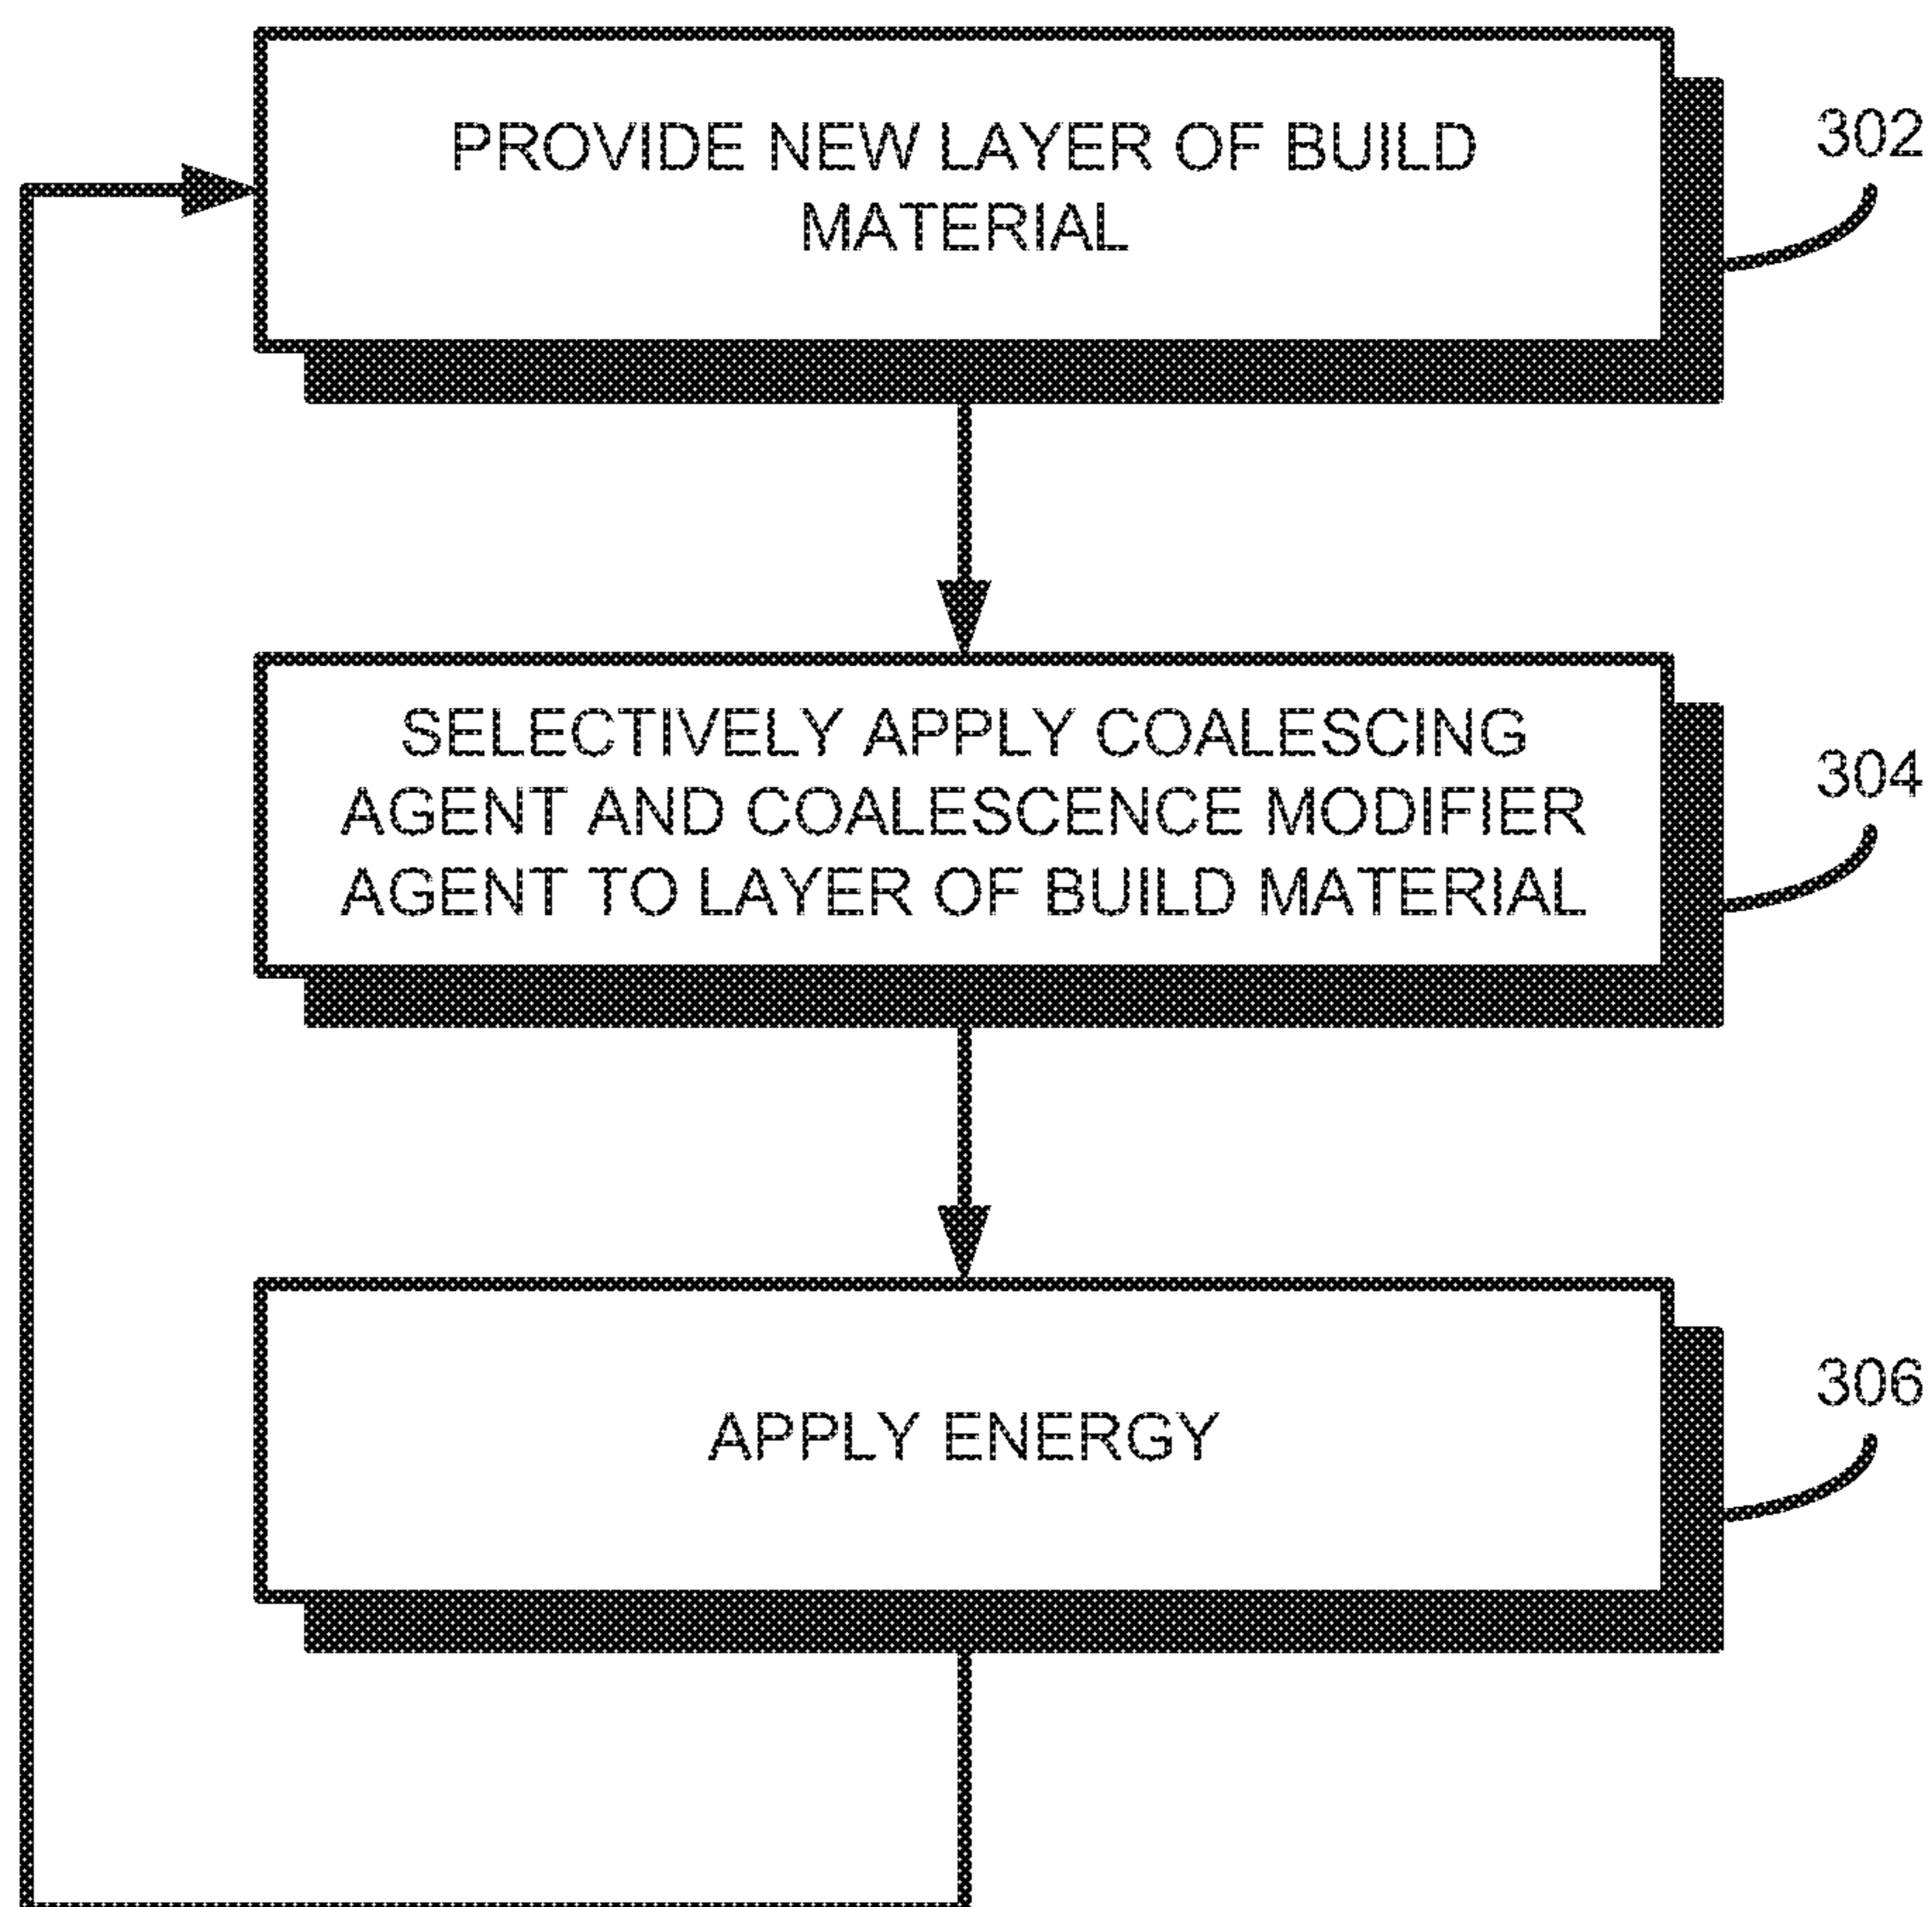 PROVIDE NEW LAYER OF BUILD
MATERIAL
302
SELECTIVELY APPLY COALESCING
AGENT AND COALESCENCE MODIFIER
AGENT TO LAYER OF BUILD MATERIAL
304
APPLY ENERGY
306